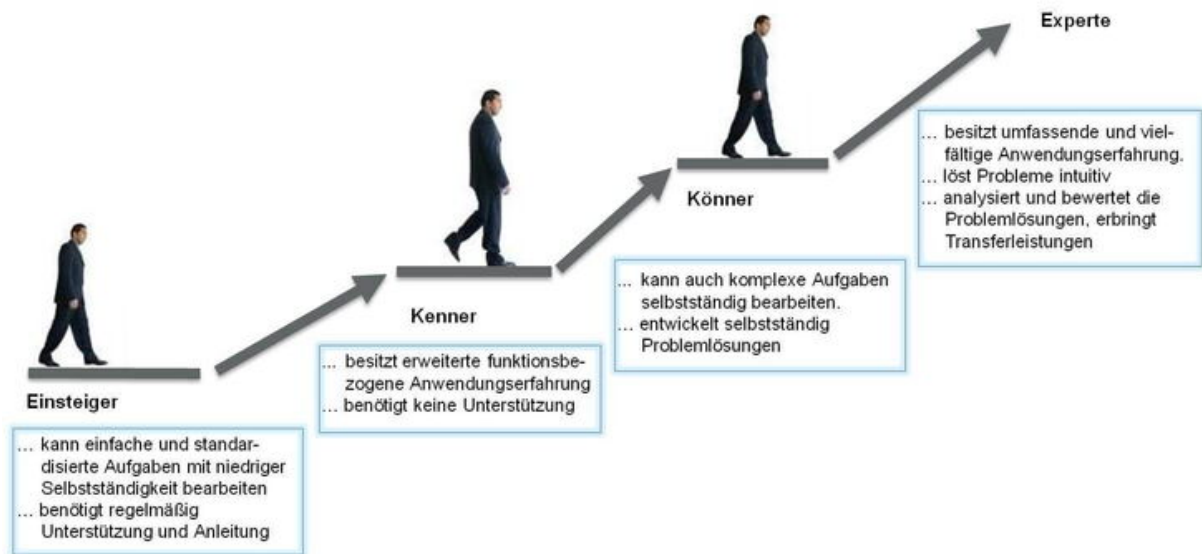 Einsteiger
... kann einfache und standar-
disierte Aufgaben mit niedriger
Selbstständigkeit bearbeiten
... benötigt regelmäßig
Unterstützung und Anleitung
Kenner
... besitzt erweiterte funktionsbe-
zogene Anwendungserfahrung
... benötigt keine Unterstützung
Könner
... kann auch komplexe Aufgaben
selbstständig bearbeiten.
... entwickelt selbstständig
Problemlösungen
Experte
... besitzt umfassende und viel-
fältige Anwendungserfahrung.
... löst Probleme intuitiv
... analysiert und bewertet die
Problemlösungen, erbringt
Transferleistungen